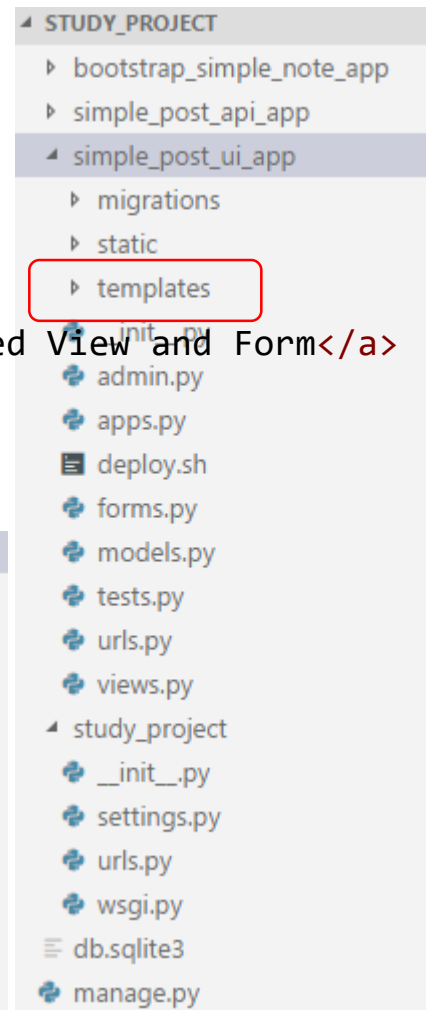 STUDY_PROJECT
bootstrap_simple_note_app
simple_post_api_app
simple_post_ui_app
migrations
static
templates
__init__.py
ed View and Form</a>
admin.py
apps.py
deploy.sh
forms.py
models.py
tests.py
urls.py
views.py
study_project
__init__.py
settings.py
urls.py
wsgi.py
db.sqlite3
manage.py